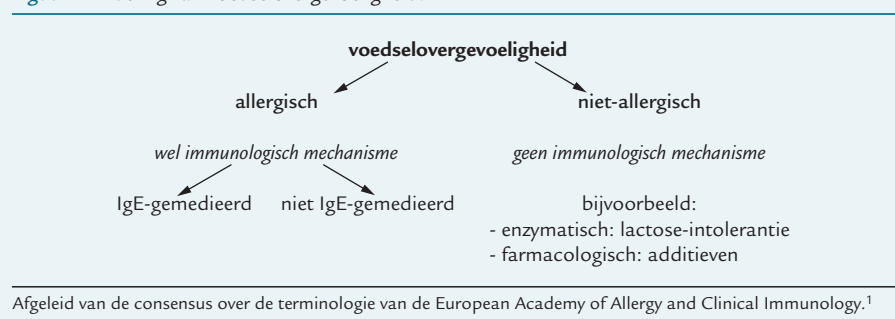 voedselovergevoeligheid
allergisch niet-allergisch
wel immunologisch mechanisme geen immunologisch mechanisme
IgE-gemedieerd niet IgE-gemedieerd bijvoorbeeld:
- enzymatisch: lactose-intolerantie
- farmacologisch: additieven
Afgeleid van de consensus over de terminologie van de European Academy of Allergy and Clinical Immunology.1